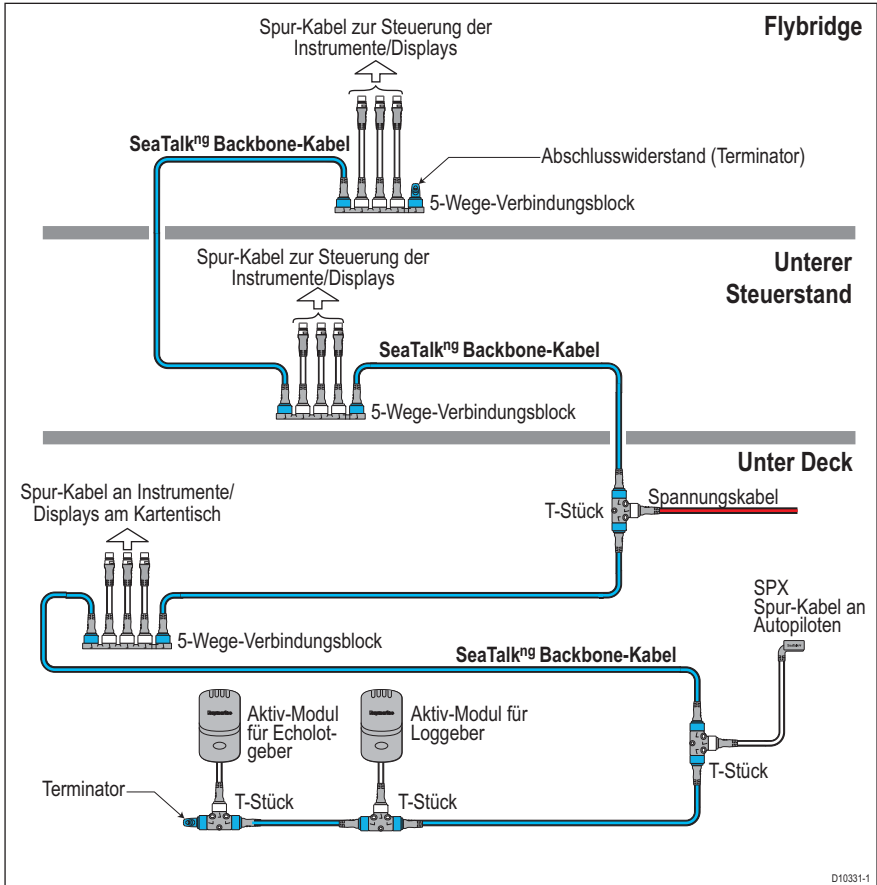 Flybridge
Spur-Kabel zur Steuerung der
Instrumente/Displays
SeaTalkng Backbone-Kabel
Abschlusswiderstand (Terminator)
5-Wege-Verbindungsblock
Unterer
Steuerstand
Spur-Kabel zur Steuerung der
Instrumente/Displays
SeaTalkng Backbone-Kabel
5-Wege-Verbindungsblock
Unter Deck
Spur-Kabel an Instrumente/
Displays am Kartentisch
T-Stück
Spannungskabel
SPX
Spur-Kabel an
Autopiloten
5-Wege-Verbindungsblock
SeaTalkng Backbone-Kabel
Aktiv-Modul
für Echolot-
geber
Aktiv-Modul für
Loggeber
T-Stück
Terminator
T-Stück
T-Stück
D10331-1